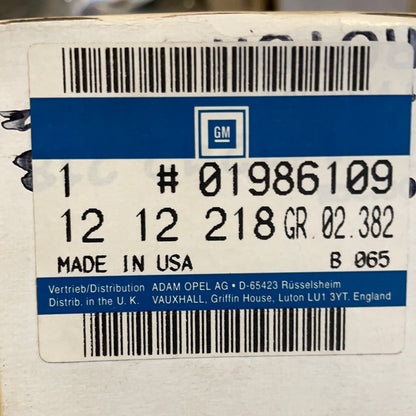 GM
1 # 01986109
12 12 218 GR. 02.382
MADE IN USA B 065
Vertrieb/Distribution ADAM OPEL AG • D-65423 Rüsselsheim
Distrib. in the U. K. VAUXHALL, Griffin House, Luton LU1 3YT. England